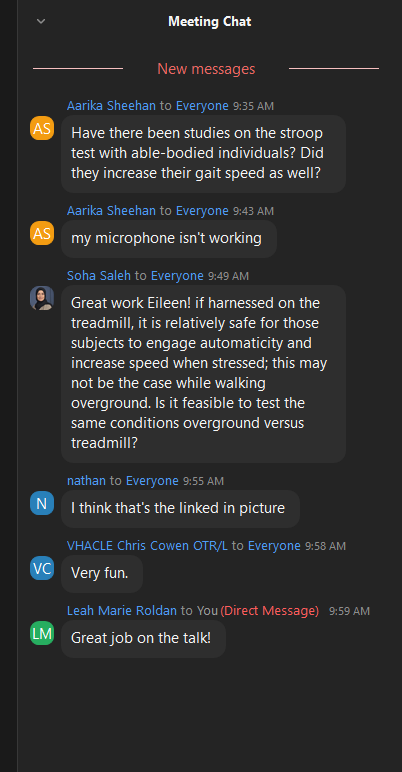 Meeting Chat
New messages
Aarika Sheehan to Everyone 9:35 AM
AS
Have there been studies on the stroop
test with able-bodied individuals? Did
they increase their gait speed as well?
Aarika Sheehan to Everyone 9:43 AM
AS
my microphone isn't working
Soha Saleh to Everyone 9:49 AM
Great work Eileen! if harnessed on the
treadmill, it is relatively safe for those
subjects to engage automaticity and
increase speed when stressed; this may
not be the case while walking
overground. Is it feasible to test the
same conditions overground versus
treadmill?
nathan to Everyone 9:55 AM
N
I think that's the linked in picture
VHACLE Chris Cowen OTR/L to Everyone 9:58 AM
VC
Very fun.
Leah Marie Roldan to You (Direct Message) 9:59 AM
LM
Great job on the talk!